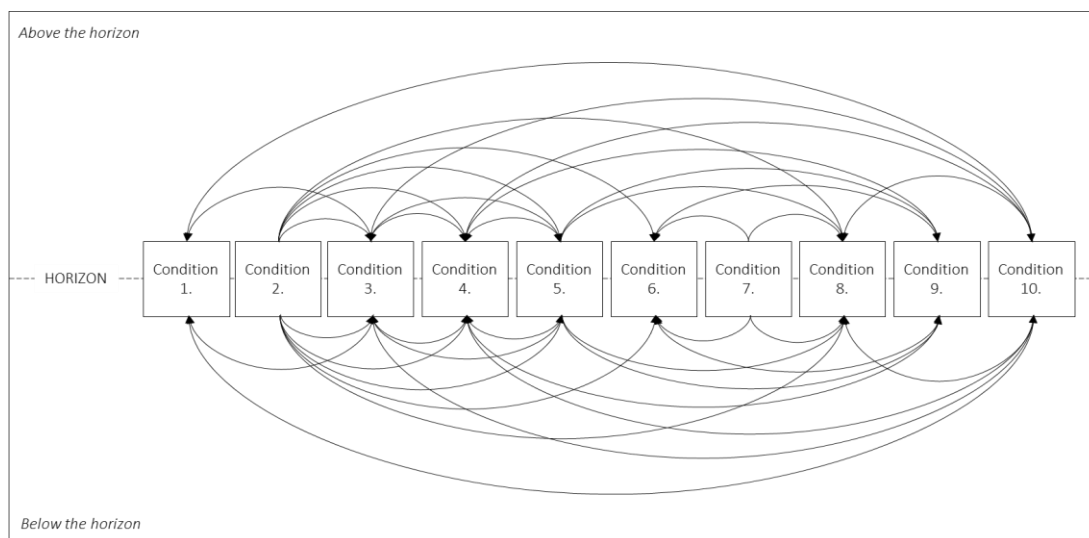 Above the horizon
HORIZON
Condition
1.
Condition
2.
Condition
3.
Condition
4.
Condition
5.
Condition
6.
Condition
7.
Condition
8.
Condition
9.
Condition
10.
Below the horizon